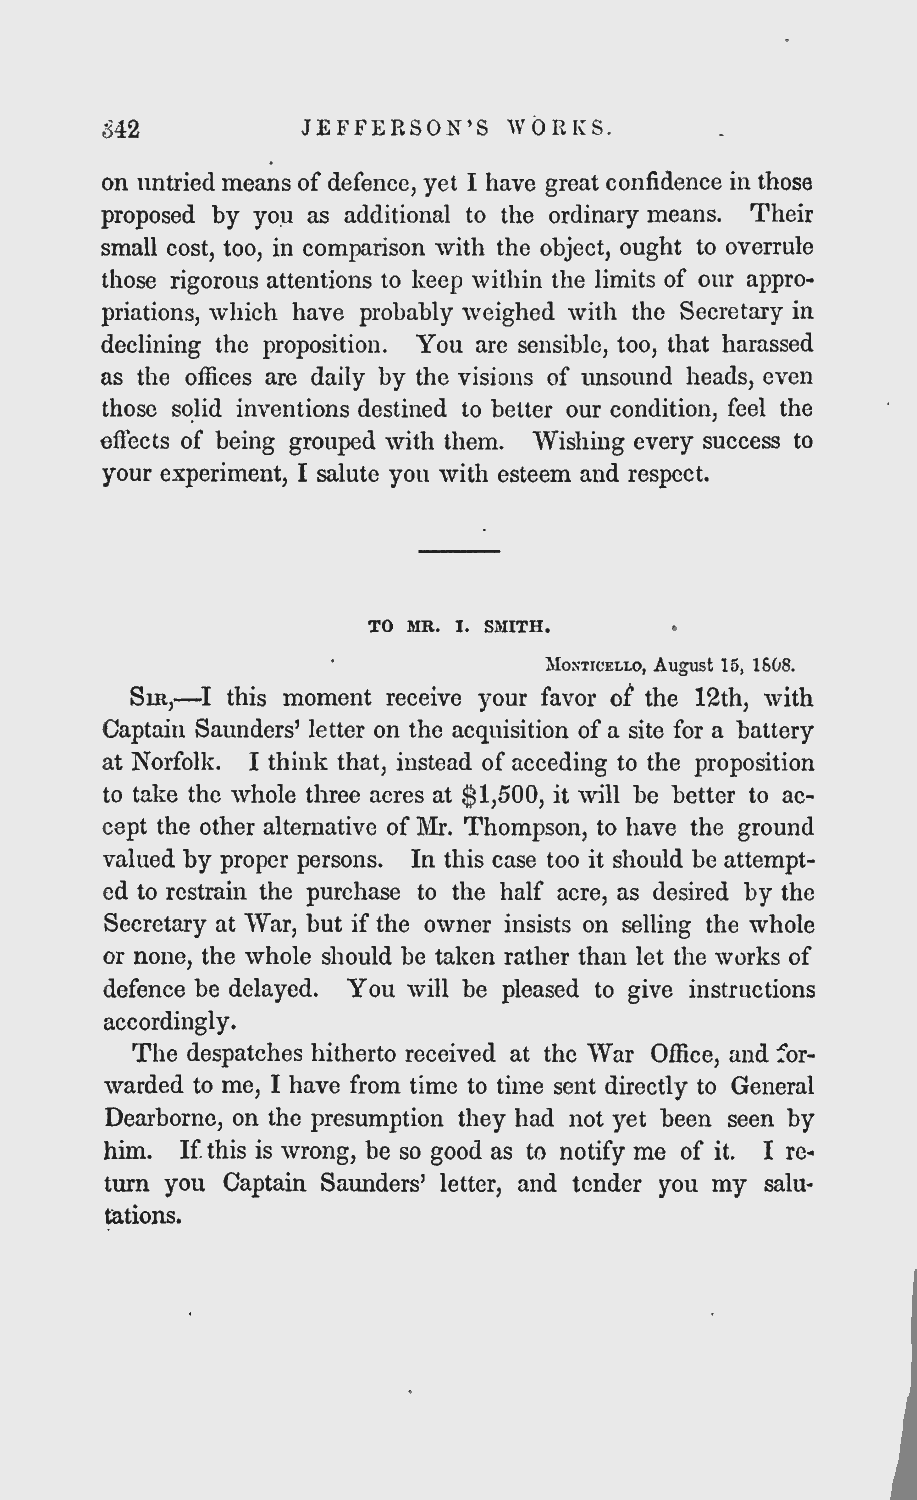 342 JEFFERSON'S WORKS.
on untried means of defence, yet I have great confidence in those
proposed by you as additional to the ordinary means. Their
small cost, too, in comparison with the object, ought to overrule
those rigorous attentions to keep within the limits of our appro-
priations, which have probably weighed with the Secretary in
declining the proposition. You are sensible, too, that harassed
as the offices are daily by the visions of unsound heads, even
those solid inventions destined to better our condition, feel the
effects of being grouped with them. Wishing every success to
your experiment, I salute you with esteem and respect.
TO MR. I. SMITH.
Monticello, August 15, 1808.
Sir,—I this moment receive your favor of the 12th, with
Captain Saunders' letter on the acquisition of a site for a battery
at Norfolk. I think that, instead of acceding to the proposition
to take the whole three acres at $1,500, it will be better to ac-
cept the other alternative of Mr. Thompson, to have the ground
valued by proper persons. In this case too it should be attempt-
ed to restrain the purchase to the half acre, as desired by the
Secretary at War, but if the owner insists on selling the whole
or none, the whole should be taken rather than let the works of
defence be delayed. You will be pleased to give instructions
accordingly.
The despatches hitherto received at the War Office, and for-
warded to me, I have from time to time sent directly to General
Dearborne, on the presumption they had not yet been seen by
him. If this is wrong, be so good as to notify me of it. I re-
turn you Captain Saunders' letter, and tender you my salu-
tations.